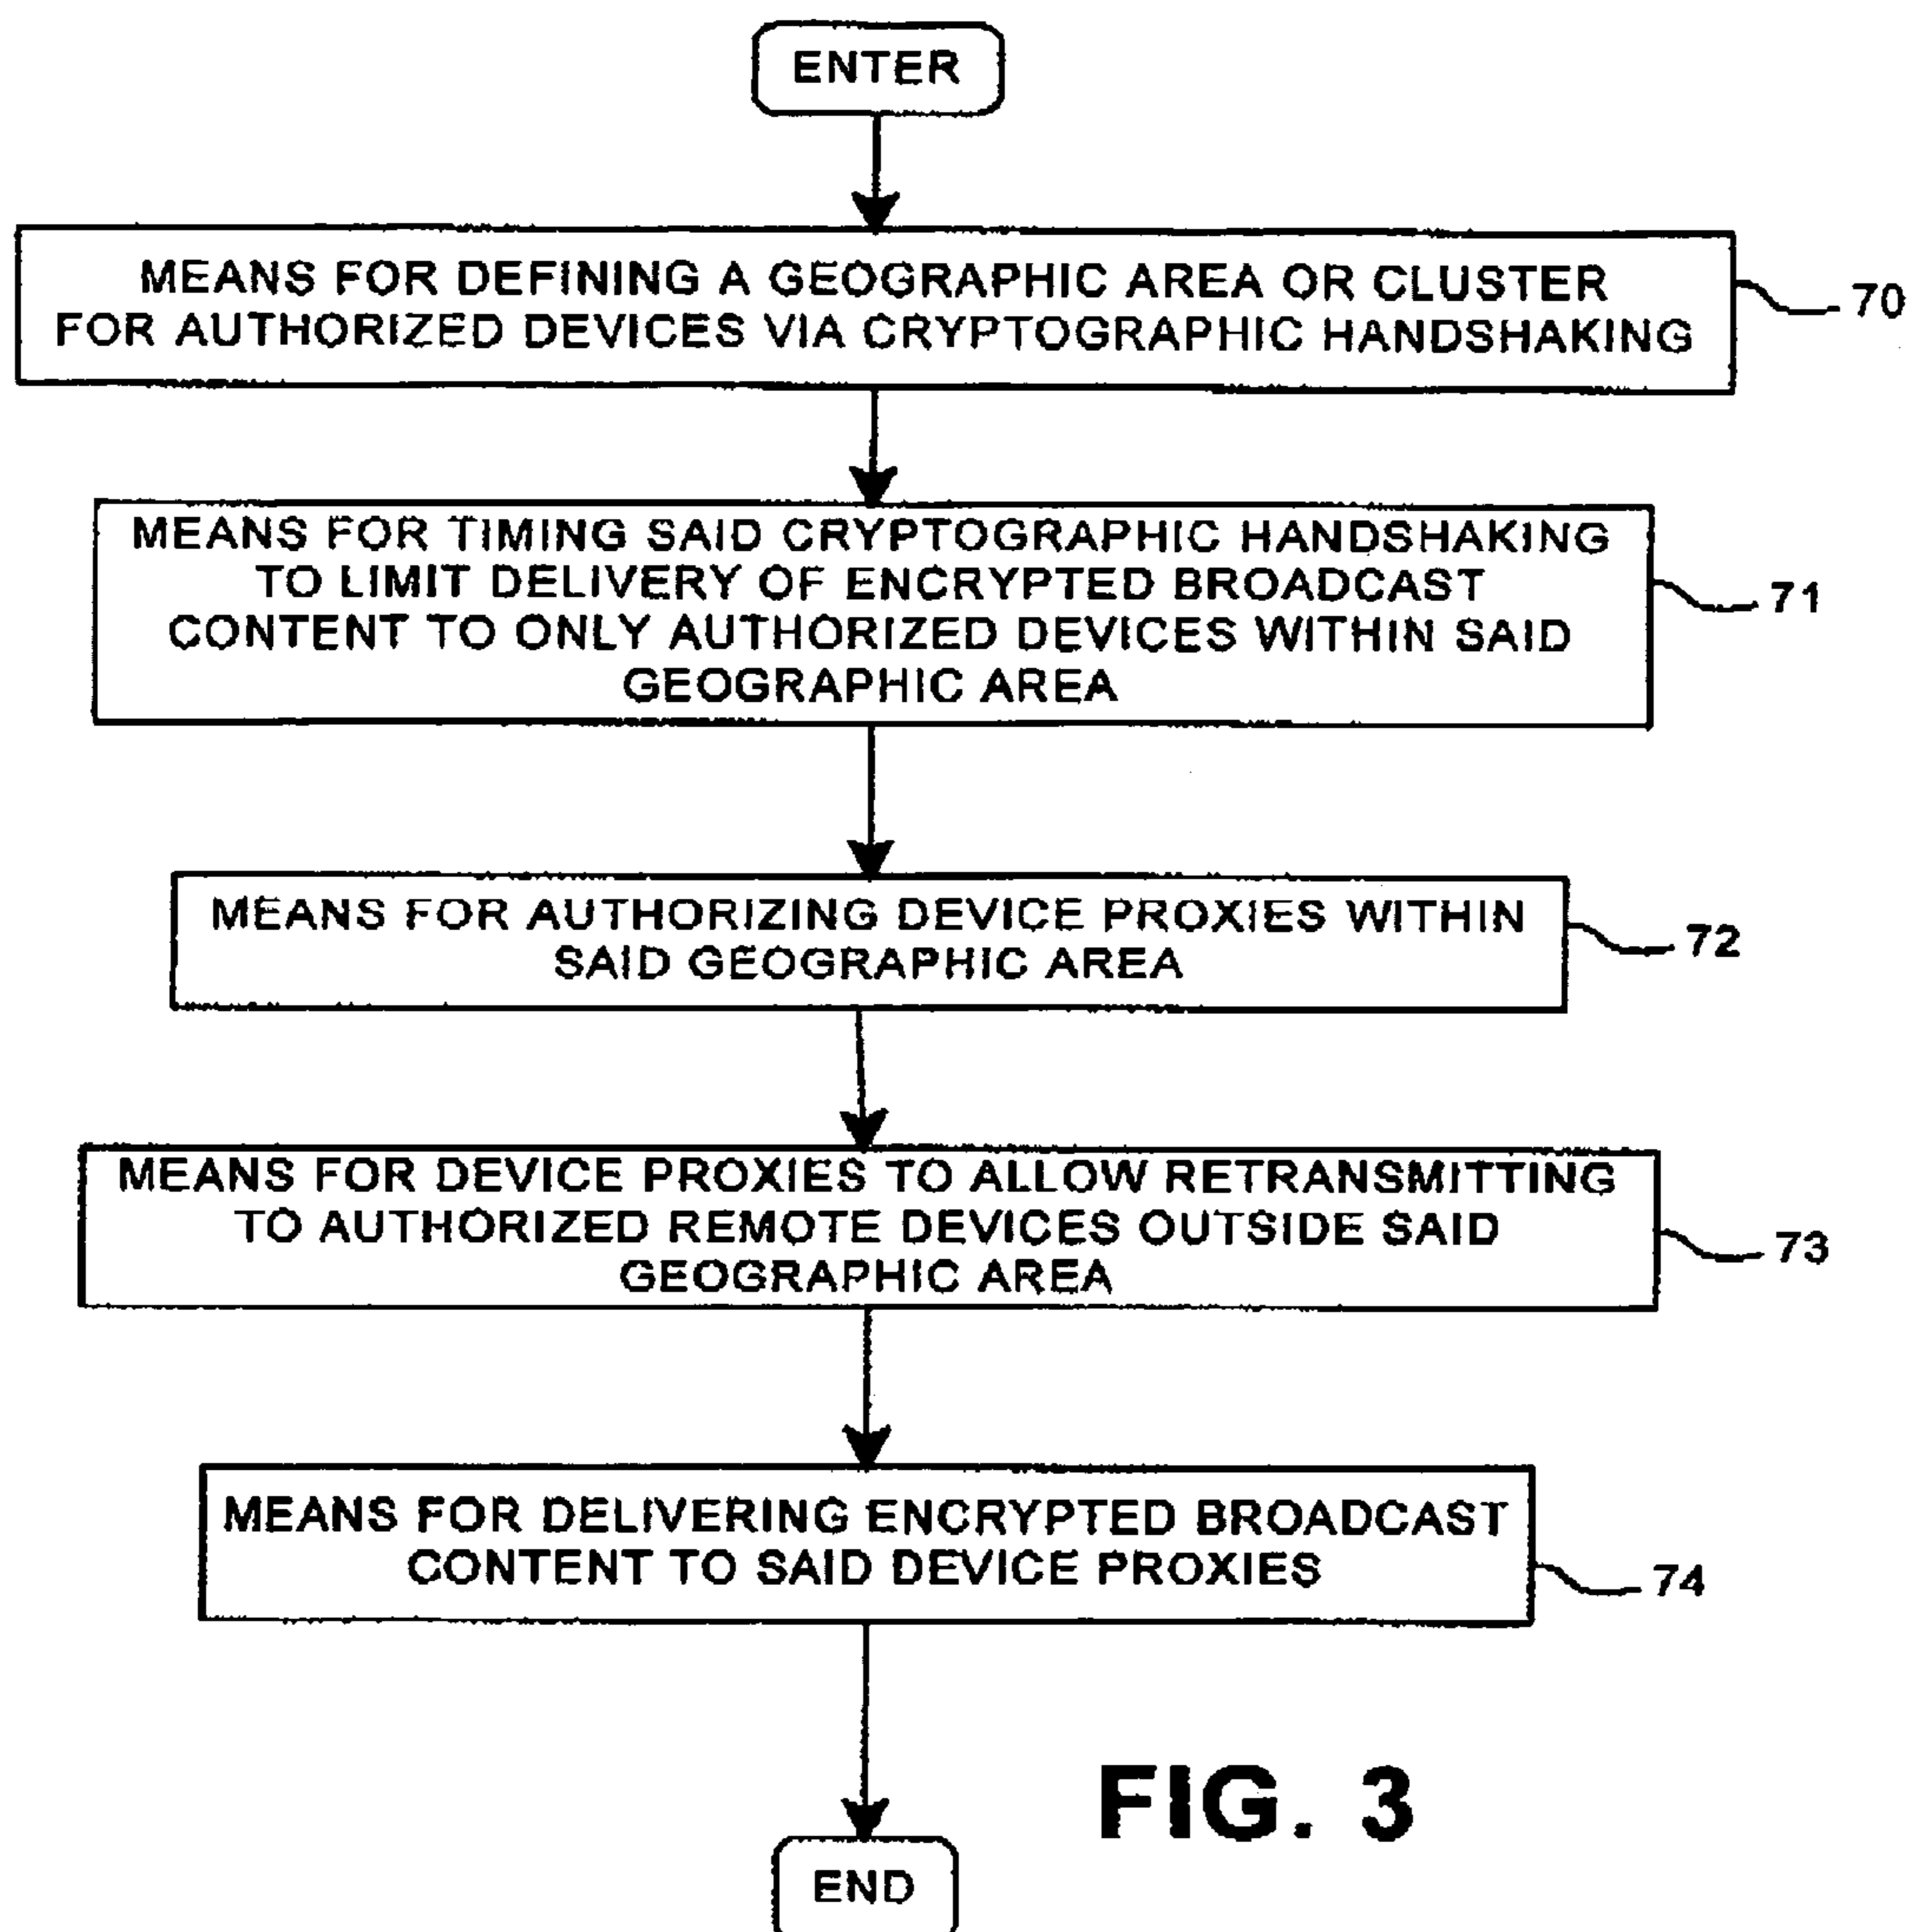 ENTER
MEANS FOR DEFINING A GEOGRAPHIC AREA OR CLUSTER
FOR AUTHORIZED DEVICES VIA CRYPTOGRAPHIC HANDSHAKING
70
MEANS FOR TIMING SAID CRYPTOGRAPHIC HANDSHAKING
TO LIMIT DELIVERY OF ENCRYPTED BROADCAST
CONTENT TO ONLY AUTHORIZED DEVICES WITHIN SAID
GEOGRAPHIC AREA
71
MEANS FOR AUTHORIZING DEVICE PROXIES WITHIN
SAID GEOGRAPHIC AREA
72
MEANS FOR DEVICE PROXIES TO ALLOW RETRANSMITTING
TO AUTHORIZED REMOTE DEVICES OUTSIDE SAID
GEOGRAPHIC AREA
73
MEANS FOR DELIVERING ENCRYPTED BROADCAST
CONTENT TO SAID DEVICE PROXIES
74
FIG. 3
END